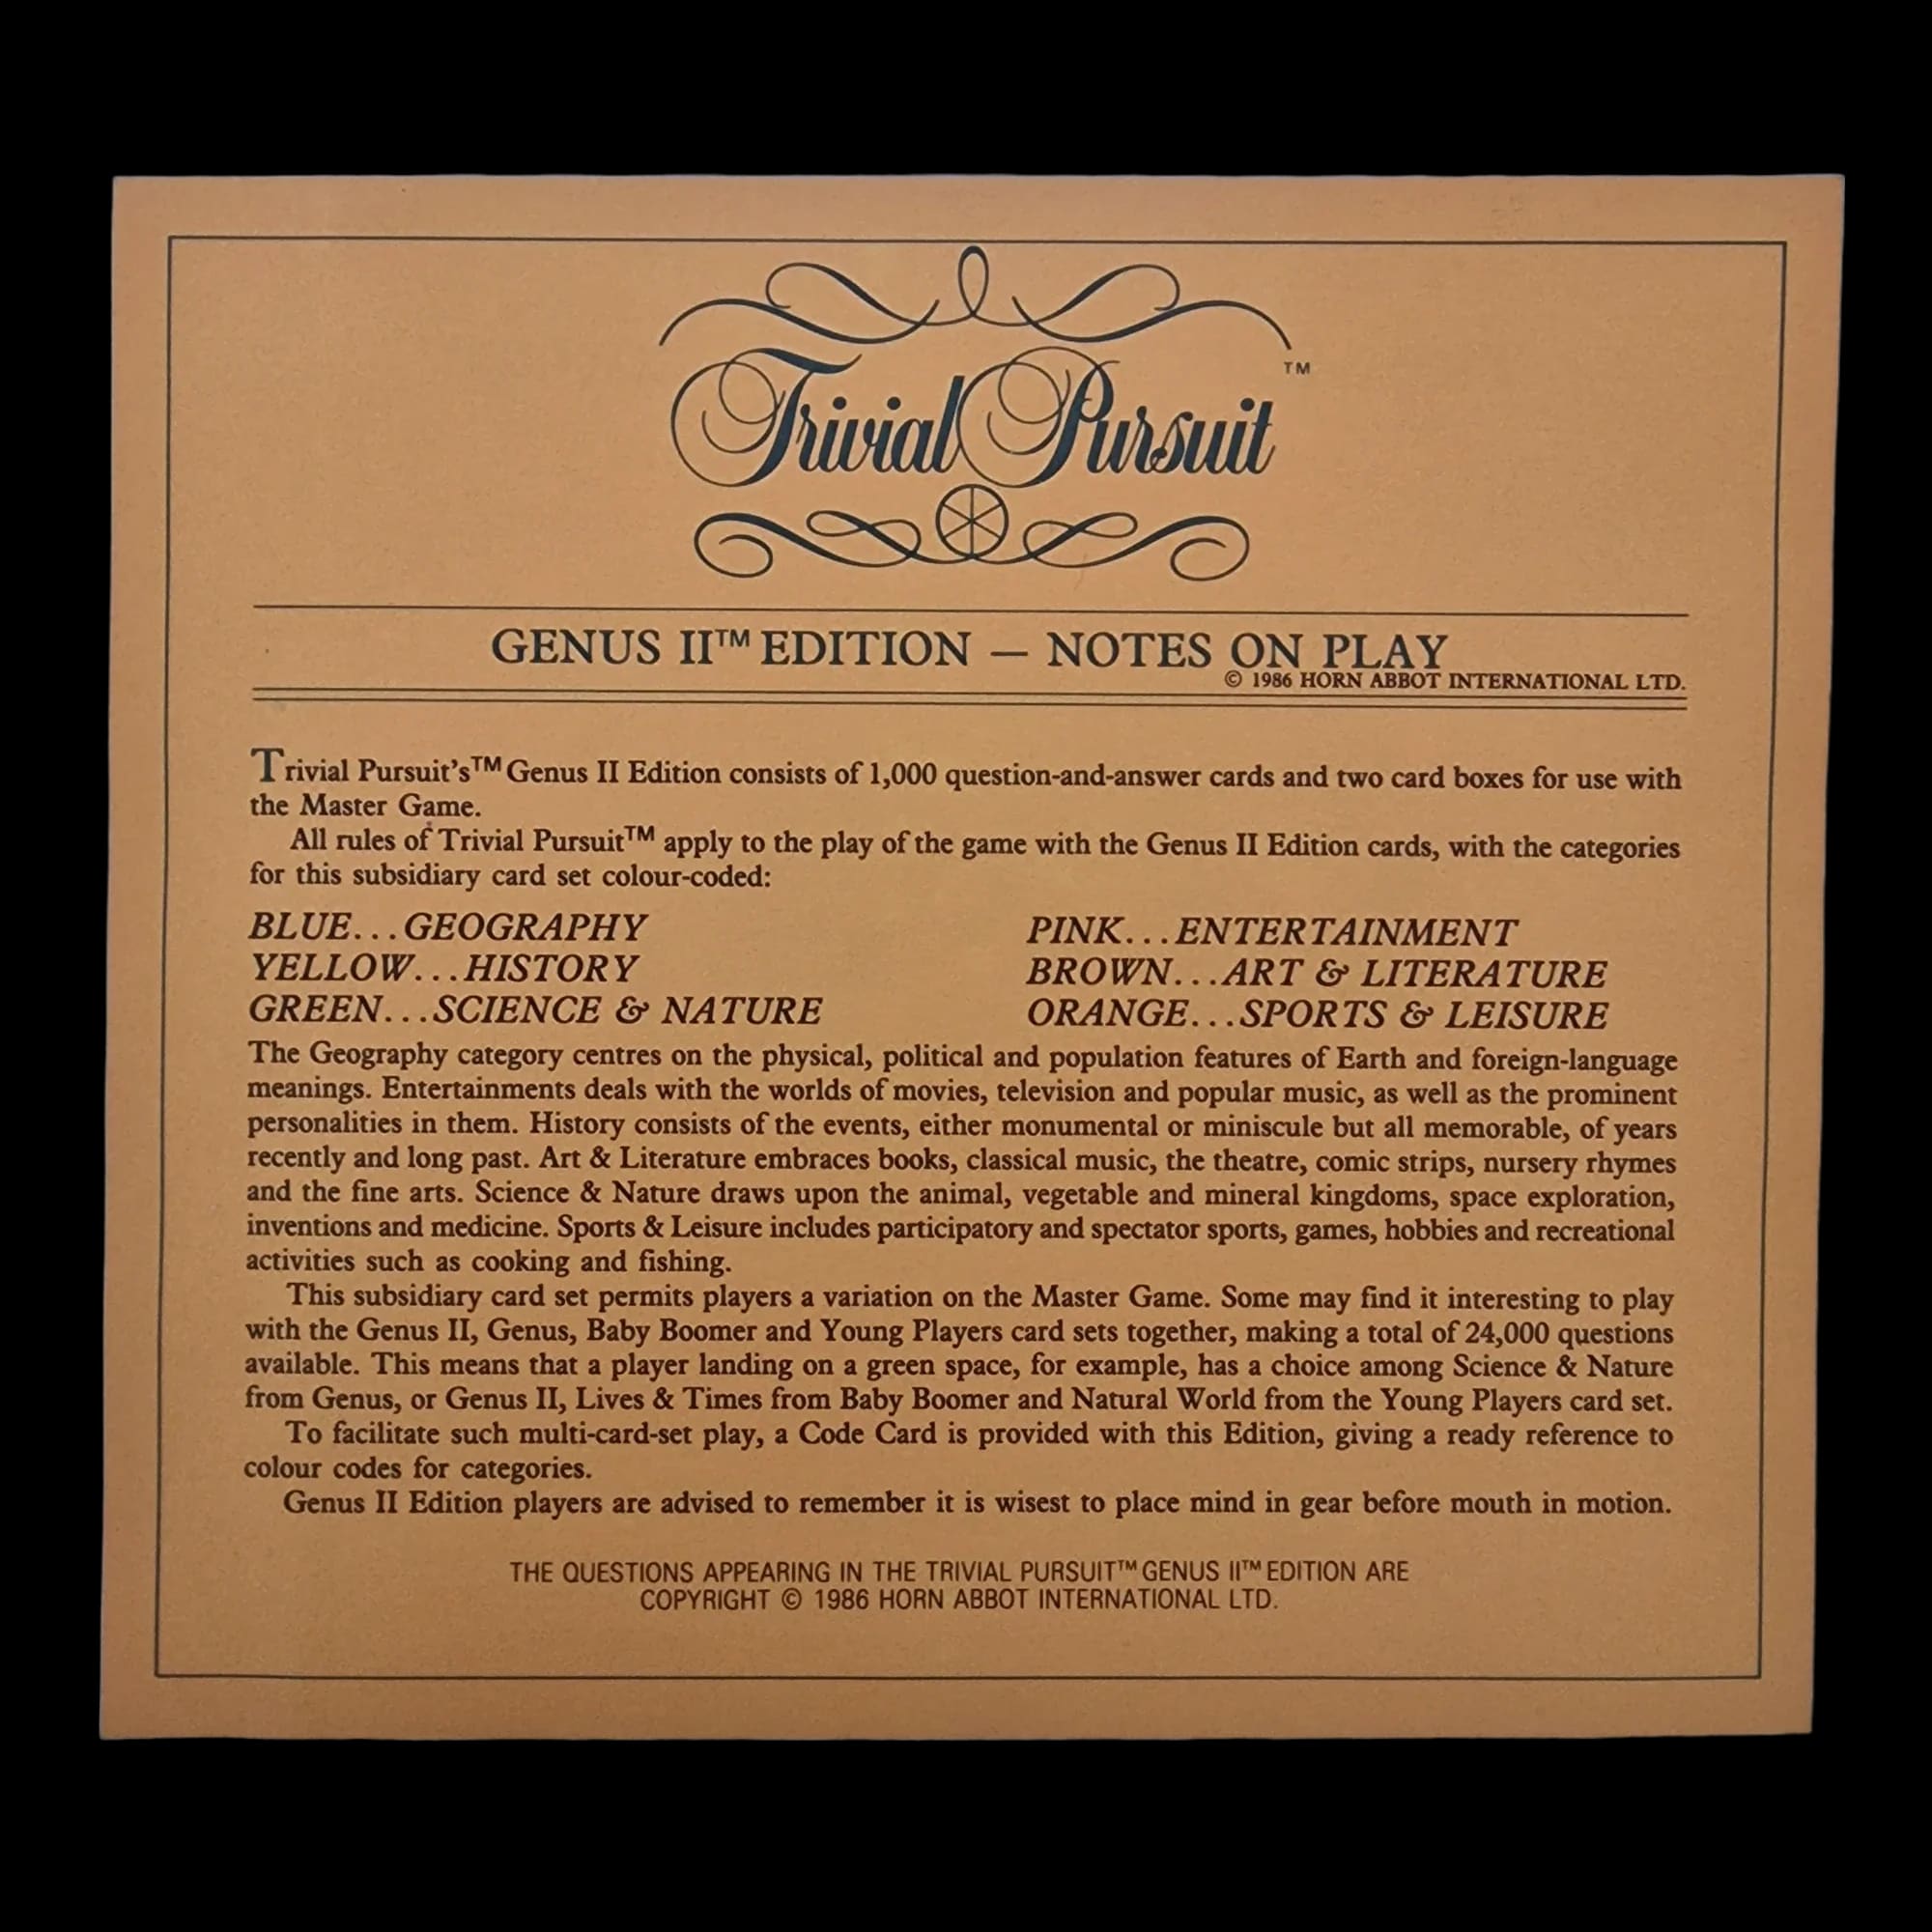 Trivial Pursuit™
GENUS II™ EDITION — NOTES ON PLAY
© 1986 HORN ABBOT INTERNATIONAL LTD.
Trivial Pursuit's™ Genus II Edition consists of 1,000 question-and-answer cards and two card boxes for use with
the Master Game.
All rules of Trivial Pursuit™ apply to the play of the game with the Genus II Edition cards, with the categories
for this subsidiary card set colour-coded:
BLUE...GEOGRAPHY
YELLOW...HISTORY
GREEN...SCIENCE & NATURE
PINK...ENTERTAINMENT
BROWN...ART & LITERATURE
ORANGE...SPORTS & LEISURE
The Geography category centres on the physical, political and population features of Earth and foreign-language
meanings. Entertainments deals with the worlds of movies, television and popular music, as well as the prominent
personalities in them. History consists of the events, either monumental or miniscule but all memorable, of years
recently and long past. Art & Literature embraces books, classical music, the theatre, comic strips, nursery rhymes
and the fine arts. Science & Nature draws upon the animal, vegetable and mineral kingdoms, space exploration,
inventions and medicine. Sports & Leisure includes participatory and spectator sports, games, hobbies and recreational
activities such as cooking and fishing.
This subsidiary card set permits players a variation on the Master Game. Some may find it interesting to play
with the Genus II, Genus, Baby Boomer and Young Players card sets together, making a total of 24,000 questions
available. This means that a player landing on a green space, for example, has a choice among Science & Nature
from Genus, or Genus II, Lives & Times from Baby Boomer and Natural World from the Young Players card set.
To facilitate such multi-card-set play, a Code Card is provided with this Edition, giving a ready reference to
colour codes for categories.
Genus II Edition players are advised to remember it is wisest to place mind in gear before mouth in motion.
THE QUESTIONS APPEARING IN THE TRIVIAL PURSUIT™ GENUS II™ EDITION ARE
COPYRIGHT © 1986 HORN ABBOT INTERNATIONAL LTD.